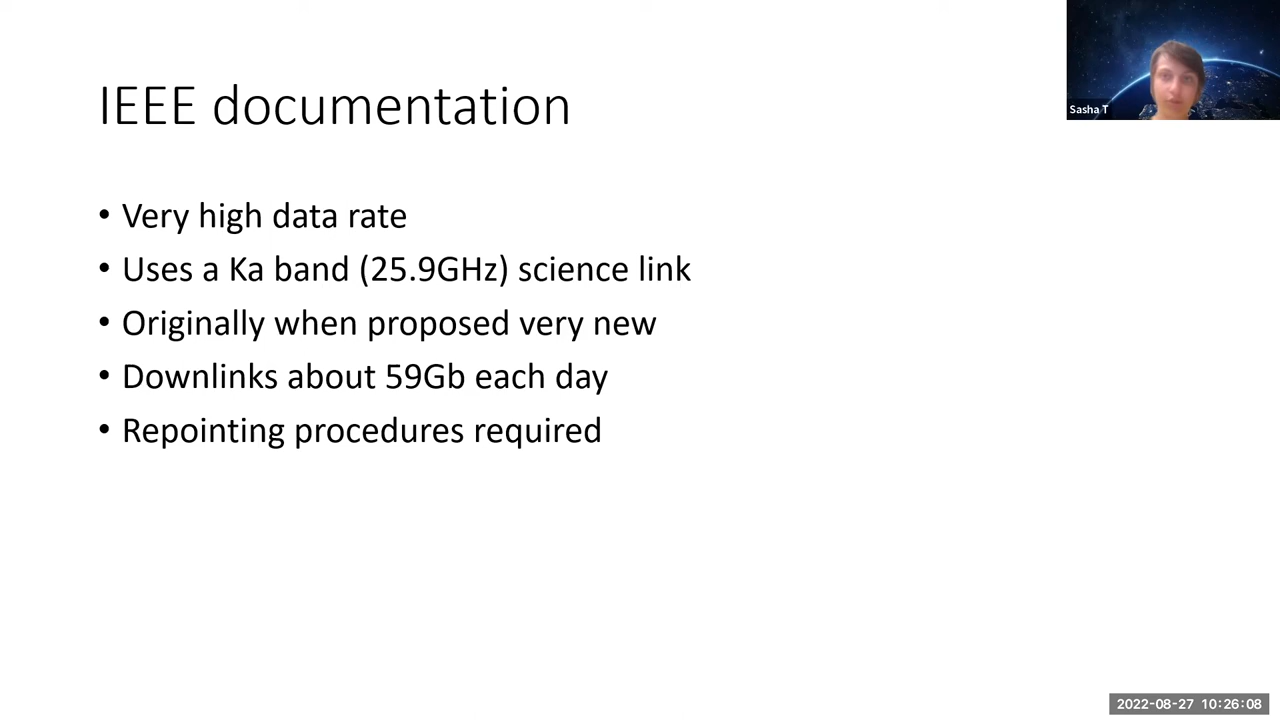 IEEE documentation
Sasha T
• Very high data rate
• Uses a Ka band (25.9GHz) science link
• Originally when proposed very new
• Downlinks about 59Gb each day
• Repointing procedures required
2022-08-27 10:26:08